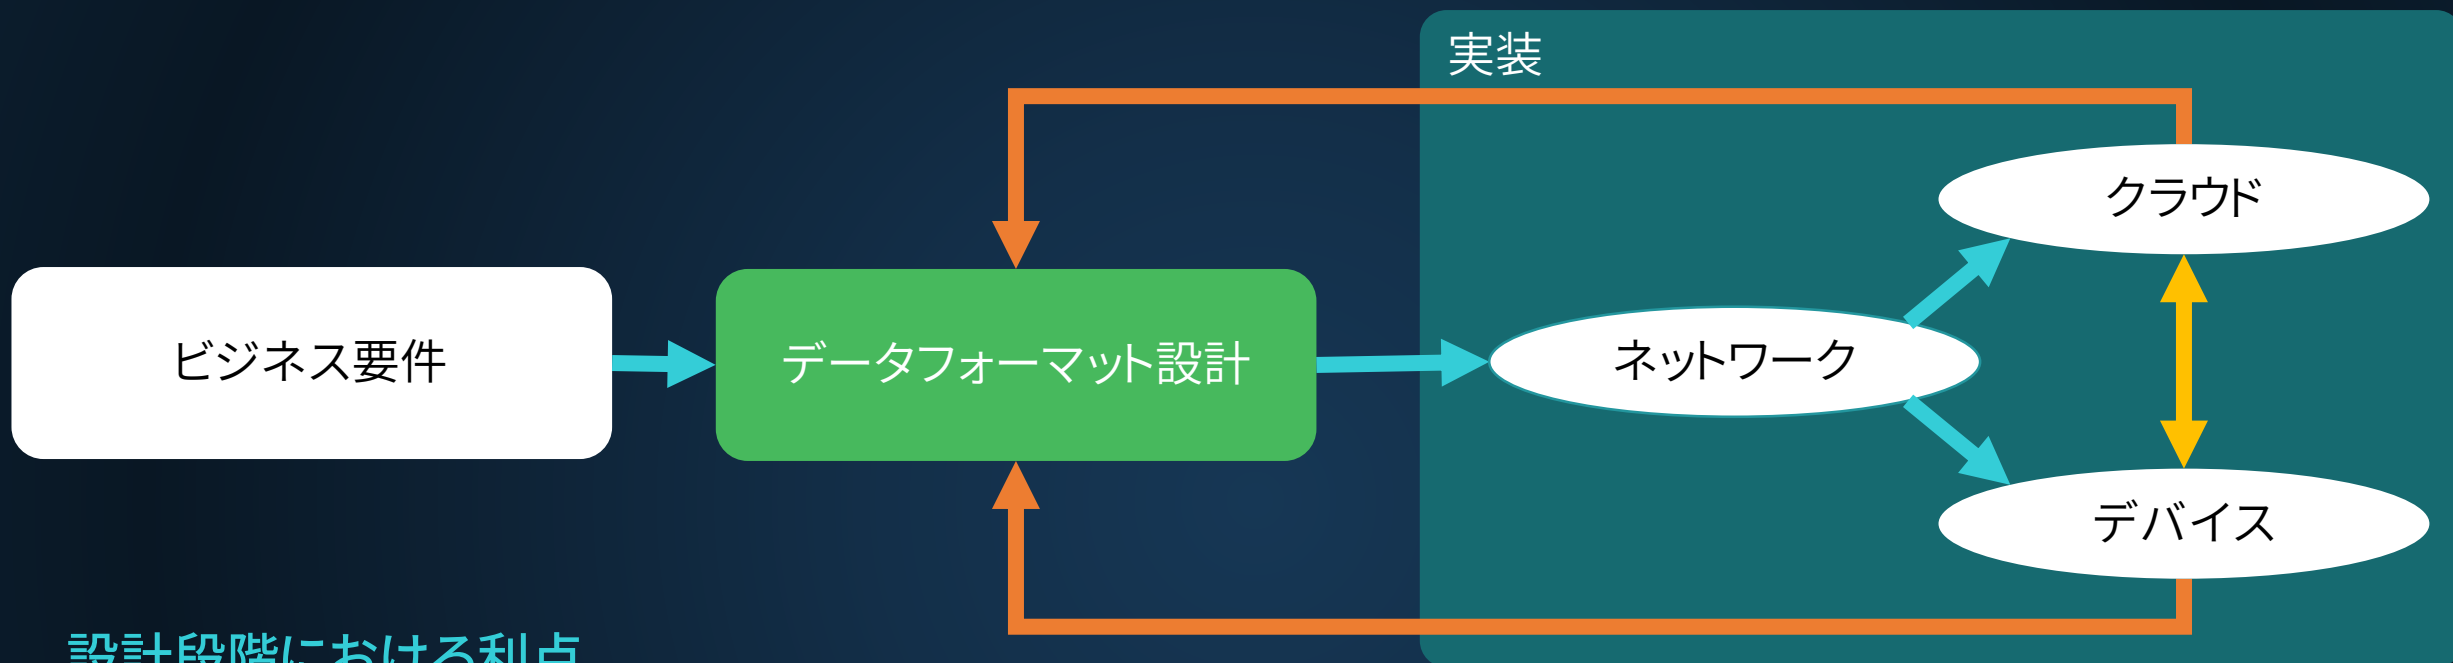 実装
クラウド
ビジネス要件
データフォーマット設計
ネットワーク
デバイス
設計段階における利点